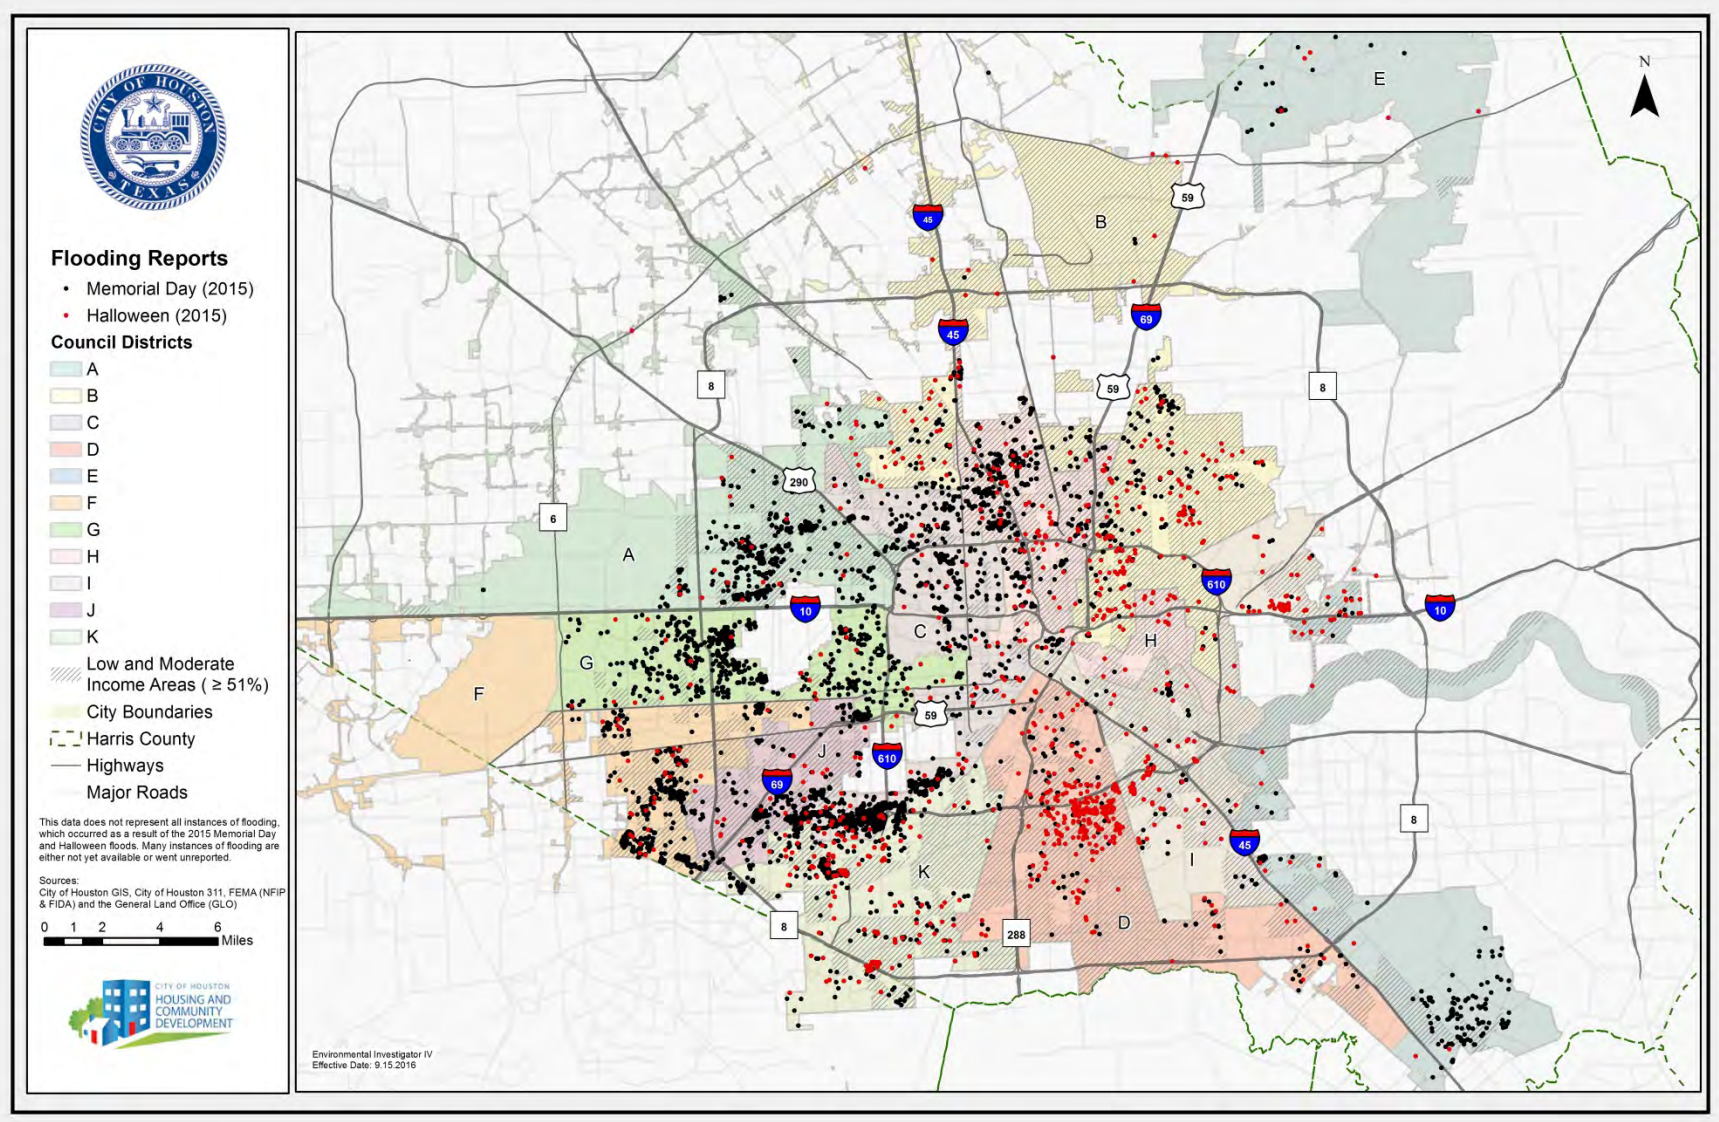 CITY OF HOUSTON
TEXAS
Flooding Reports
Memorial Day (2015)
Halloween (2015)
Council Districts
A
B
C
D
E
F
G
H
I
J
K
Low and Moderate
Income Areas ( ≥ 51%)
City Boundaries
Harris County
Highways
Major Roads
This data does not represent all instances of flooding,
which occurred as a result of the 2015 Memorial Day
and Halloween floods. Many instances of flooding are
either not yet available or went unreported.
Sources:
City of Houston GIS, City of Houston 311, FEMA (NFIP
& FIDA) and the General Land Office (GLO)
0 1 2 4 6
Miles
CITY OF HOUSTON
HOUSING AND
COMMUNITY
DEVELOPMENT
N
E
59
45
B
69
45
59
8
8
290
6
A
610
10
10
C
H
G
F
59
J
610
69
8
45
I
K
D
8
288
Environmental Investigator IV
Effective Date: 9.15.2016